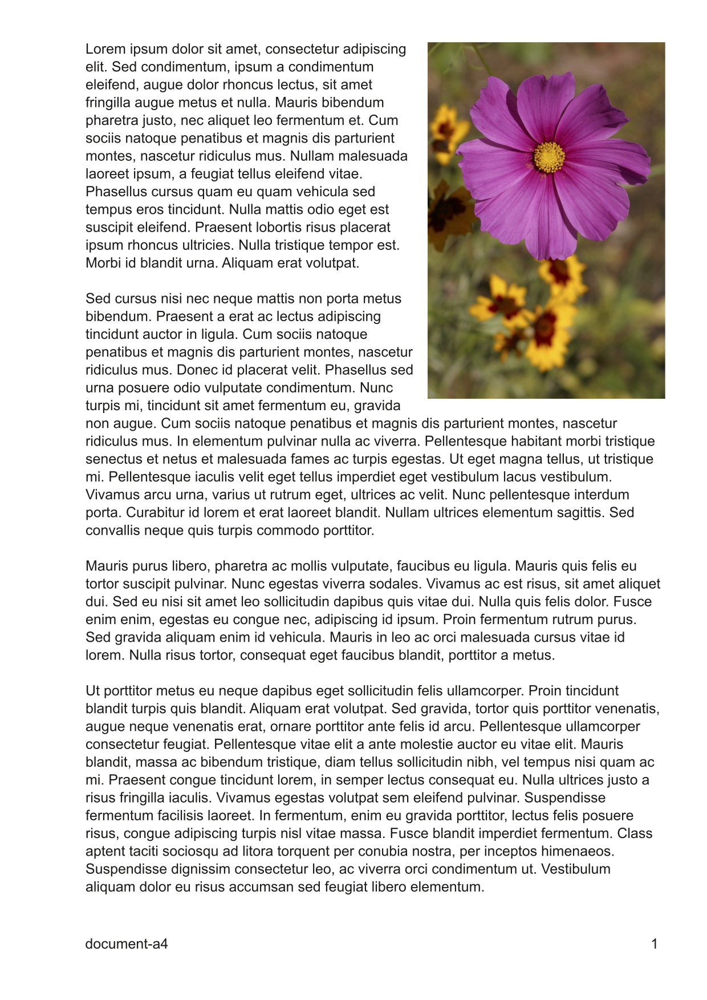 Lorem ipsum dolor sit amet, consectetur adipiscing
elit. Sed condimentum, ipsum a condimentum
eleifend, augue dolor rhoncus lectus, sit amet
fringilla augue metus et nulla. Mauris bibendum
pharetra justo, nec aliquet leo fermentum et. Cum
sociis natoque penatibus et magnis dis parturient
montes, nascetur ridiculus mus. Nullam malesuada
laoreet ipsum, a feugiat tellus eleifend vitae.
Phasellus cursus quam eu quam vehicula sed
tempus eros tincidunt. Nulla mattis odio eget est
suscipit eleifend. Praesent lobortis risus placerat
ipsum rhoncus ultricies. Nulla tristique tempor est.
Morbi id blandit urna. Aliquam erat volutpat.
Sed cursus nisi nec neque mattis non porta metus
bibendum. Praesent a erat ac lectus adipiscing
tincidunt auctor in ligula. Cum sociis natoque
penatibus et magnis dis parturient montes, nascetur
ridiculus mus. Donec id placerat velit. Phasellus sed
urna posuere odio vulputate condimentum. Nunc
turpis mi, tincidunt sit amet fermentum eu, gravida
non augue. Cum sociis natoque penatibus et magnis dis parturient montes, nascetur
ridiculus mus. In elementum pulvinar nulla ac viverra. Pellentesque habitant morbi tristique
senectus et netus et malesuada fames ac turpis egestas. Ut eget magna tellus, ut tristique
mi. Pellentesque iaculis velit eget tellus imperdiet eget vestibulum lacus vestibulum.
Vivamus arcu urna, varius ut rutrum eget, ultrices ac velit. Nunc pellentesque interdum
porta. Curabitur id lorem et erat laoreet blandit. Nullam ultrices elementum sagittis. Sed
convallis neque quis turpis commodo porttitor.
Mauris purus libero, pharetra ac mollis vulputate, faucibus eu ligula. Mauris quis felis eu
tortor suscipit pulvinar. Nunc egestas viverra sodales. Vivamus ac est risus, sit amet aliquet
dui. Sed eu nisi sit amet leo sollicitudin dapibus quis vitae dui. Nulla quis felis dolor. Fusce
enim enim, egestas eu congue nec, adipiscing id ipsum. Proin fermentum rutrum purus.
Sed gravida aliquam enim id vehicula. Mauris in leo ac orci malesuada cursus vitae id
lorem. Nulla risus tortor, consequat eget faucibus blandit, porttitor a metus.
Ut porttitor metus eu neque dapibus eget sollicitudin felis ullamcorper. Proin tincidunt
blandit turpis quis blandit. Aliquam erat volutpat. Sed gravida, tortor quis porttitor venenatis,
augue neque venenatis erat, ornare porttitor ante felis id arcu. Pellentesque ullamcorper
consectetur feugiat. Pellentesque vitae elit a ante molestie auctor eu vitae elit. Mauris
blandit, massa ac bibendum tristique, diam tellus sollicitudin nibh, vel tempus nisi quam ac
mi. Praesent congue tincidunt lorem, in semper lectus consequat eu. Nulla ultrices justo a
risus fringilla iaculis. Vivamus egestas volutpat sem eleifend pulvinar. Suspendisse
fermentum facilisis laoreet. In fermentum, enim eu gravida porttitor, lectus felis posuere
risus, congue adipiscing turpis nisl vitae massa. Fusce blandit imperdiet fermentum. Class
aptent taciti sociosqu ad litora torquent per conubia nostra, per inceptos himenaeos.
Suspendisse dignissim consectetur leo, ac viverra orci condimentum ut. Vestibulum
aliquam dolor eu risus accumsan sed feugiat libero elementum.
document-a4 1